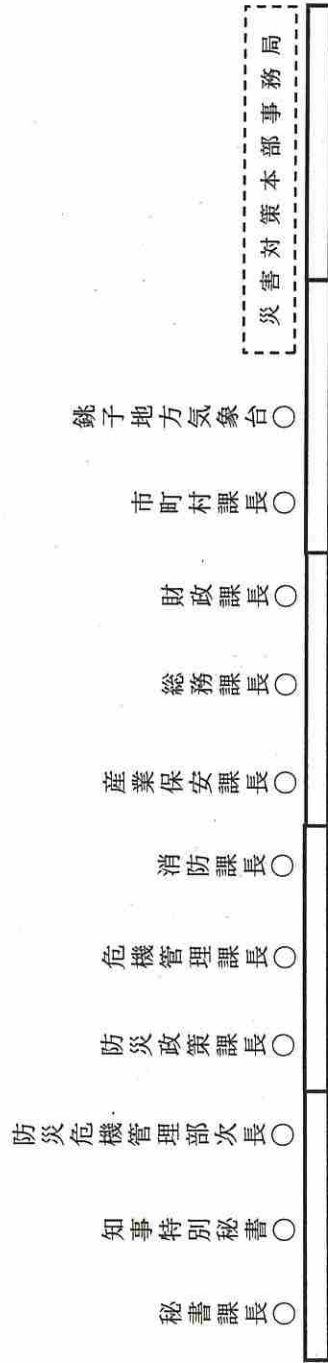 災害対策本部事務局
銚子地方気象台○
市町村課長○
財政課長○
総務課長○
産業保安課長○
消防課長○
危機管理課長○
防災政策課長○
防災危機管理部次長○
知事特別秘書○
秘書課長○